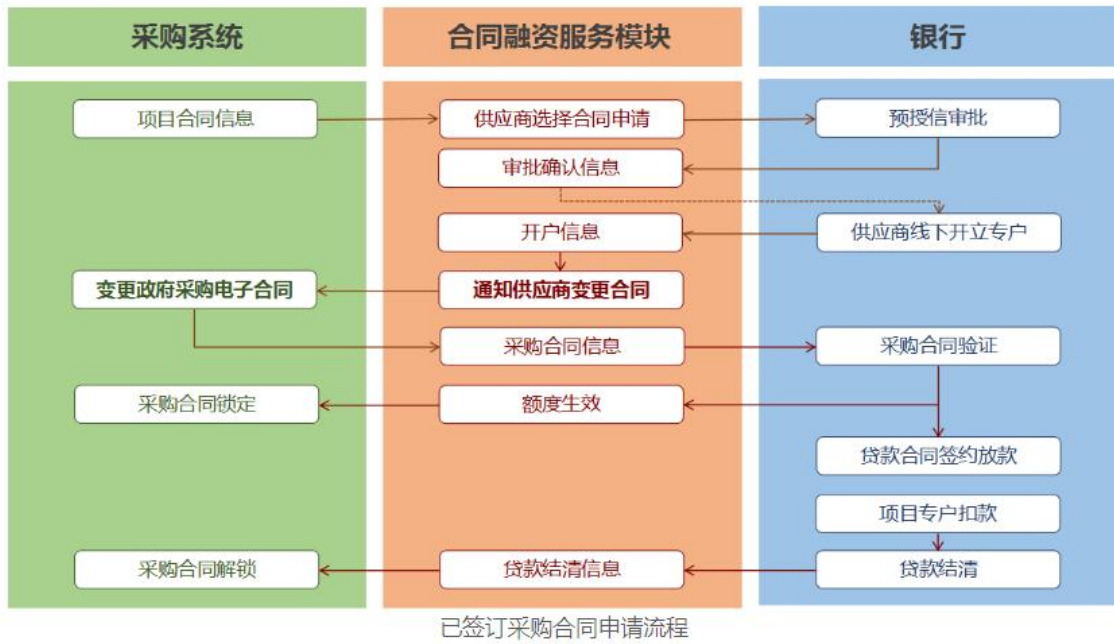 采购系统
合同融资服务模块
银行
项目合同信息
供应商选择合同申请
预授信审批
审批确认信息
开户信息
供应商线下开立专户
变更政府采购电子合同
通知供应商变更合同
采购合同信息
采购合同验证
采购合同锁定
额度生效
贷款合同签约放款
项目专户扣款
采购合同解锁
贷款结清信息
贷款结清
已签订采购合同申请流程